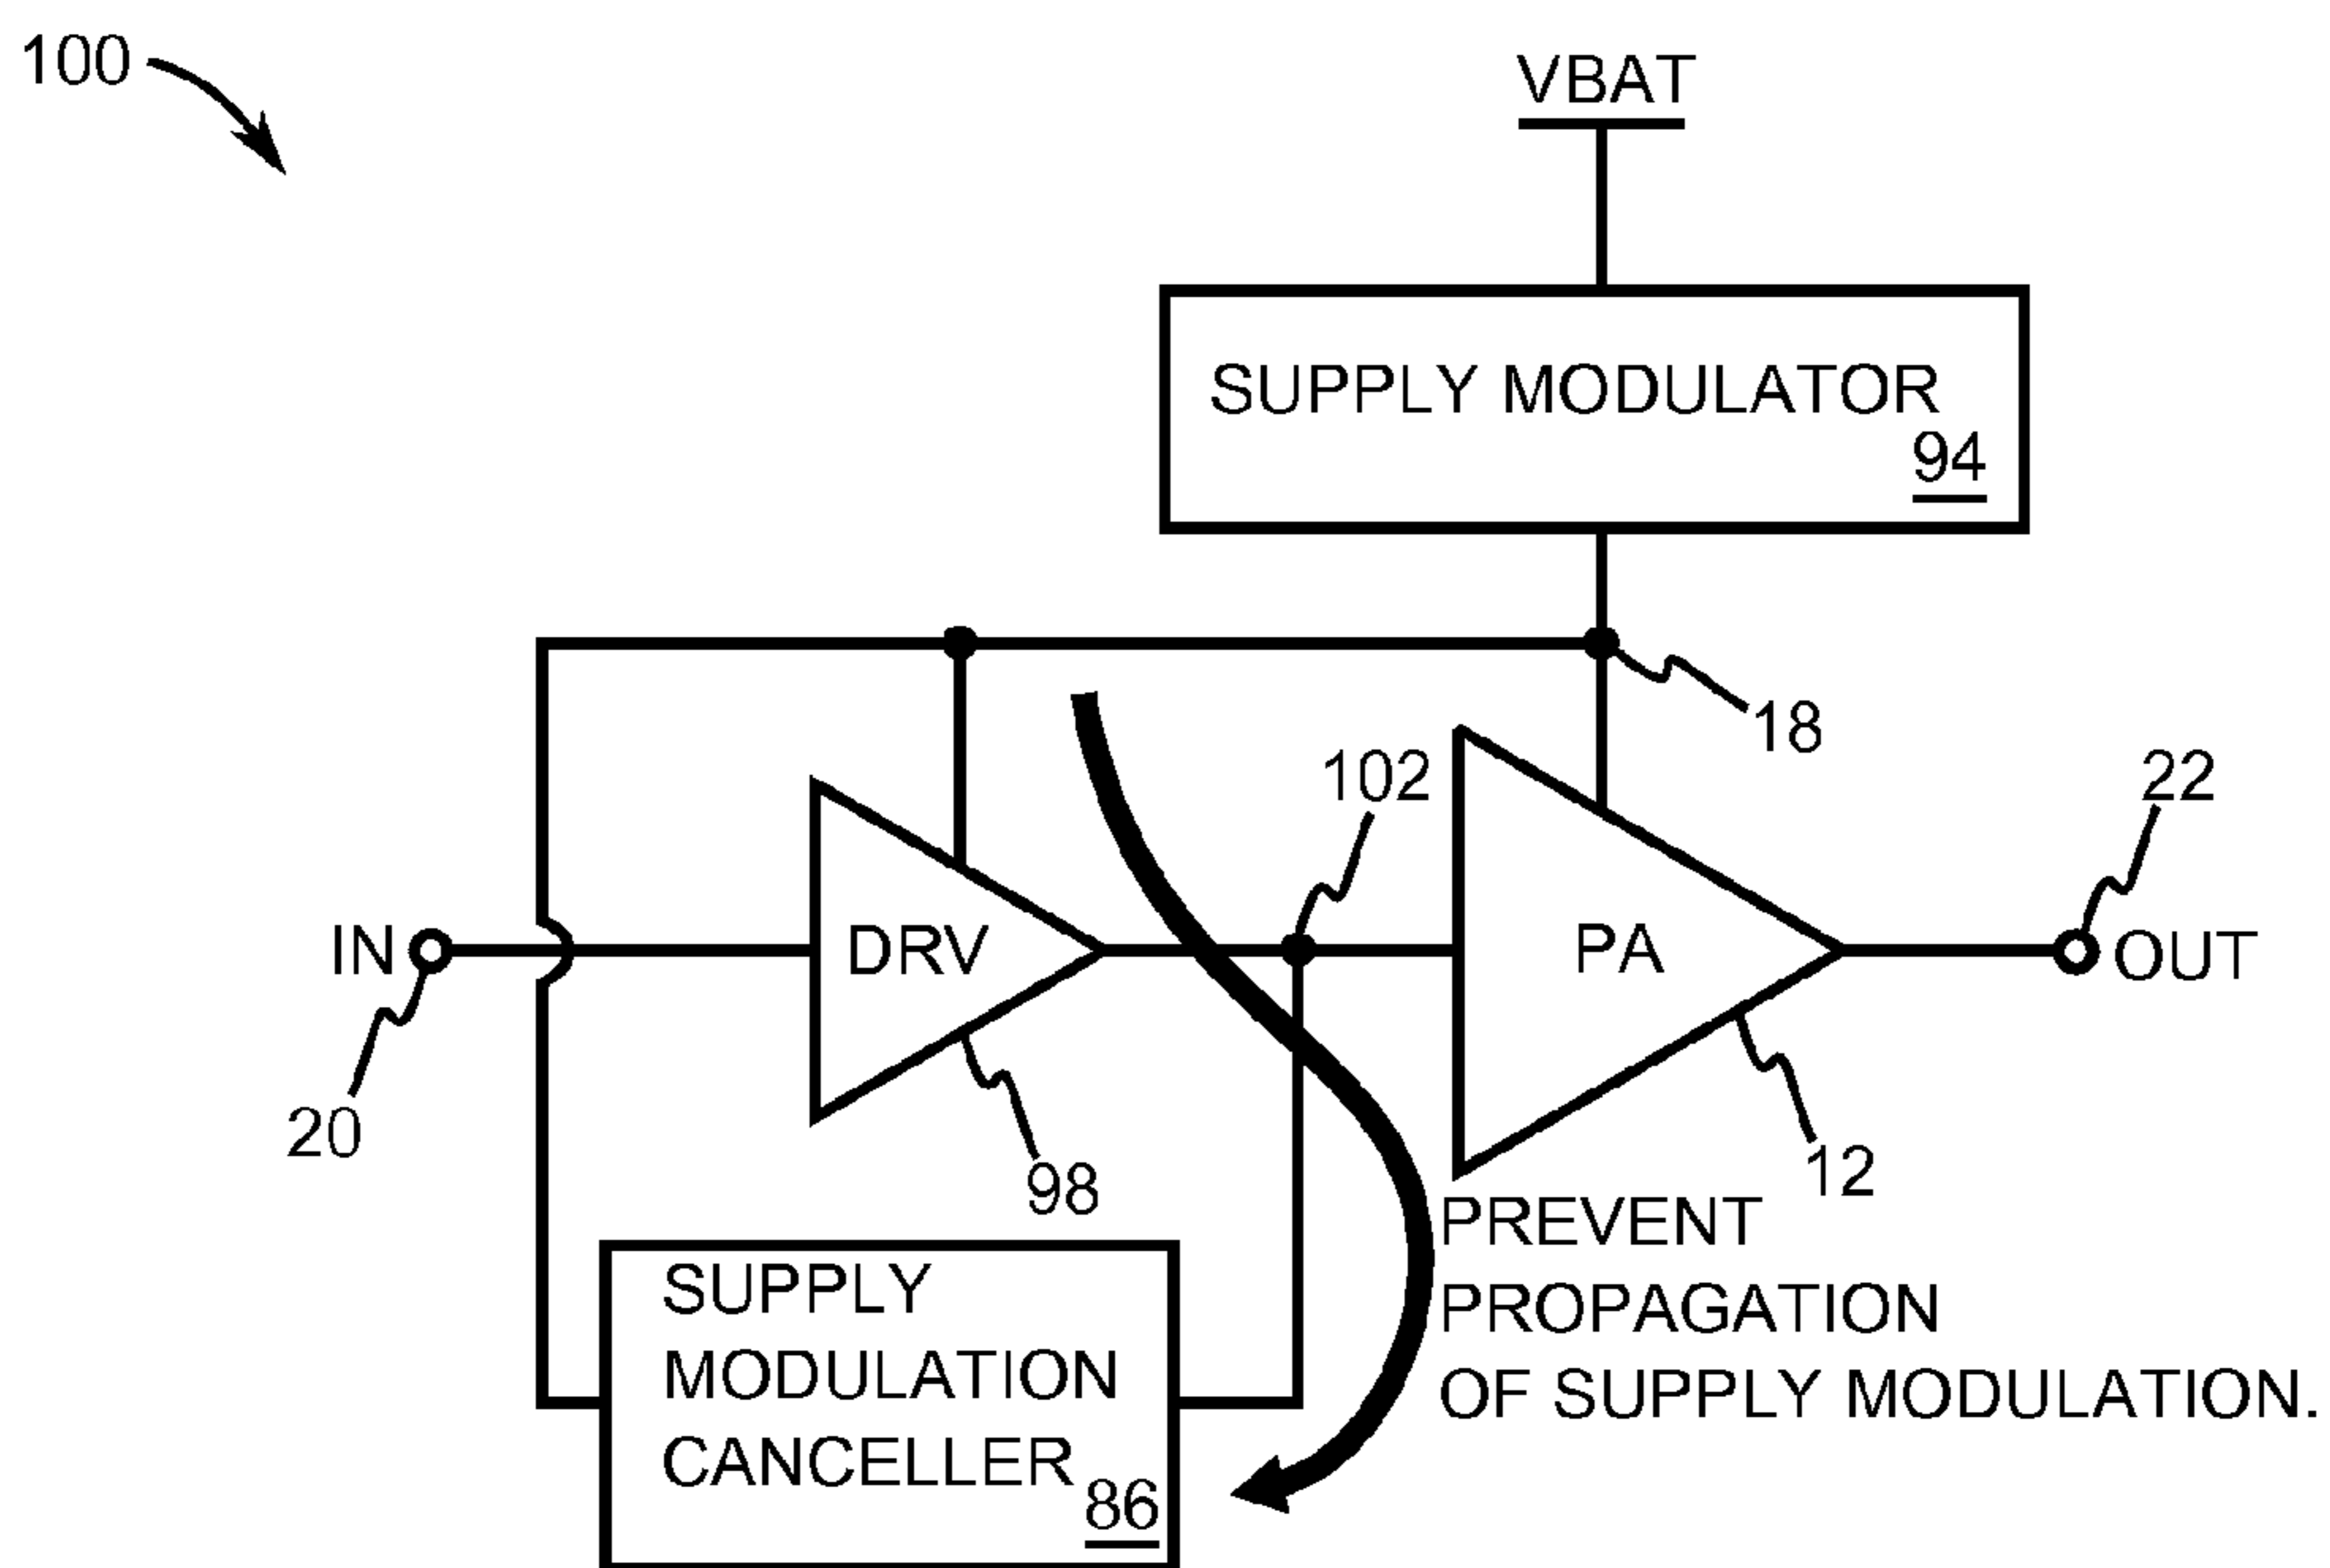 100
VBAT
SUPPLY MODULATOR
94
18
102
22
IN
DRV
PA
OUT
20
98
12
PREVENT
PROPAGATION
OF SUPPLY MODULATION.
SUPPLY
MODULATION
CANCELLER
86